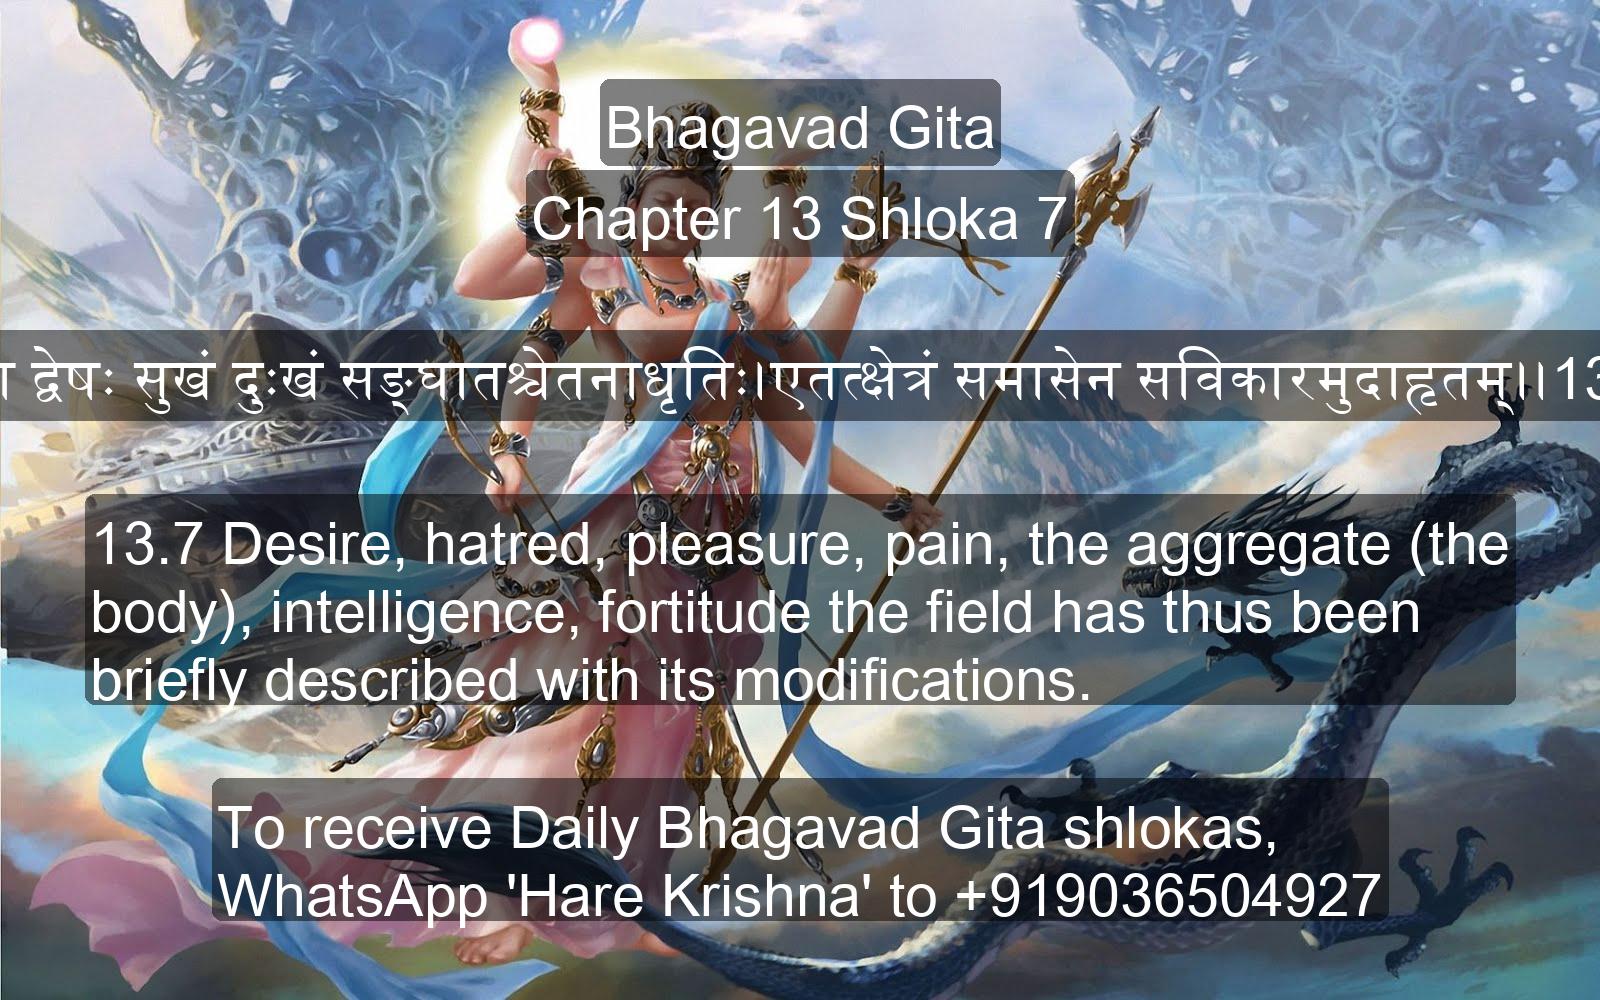 Bhagavad Gita
Chapter 13 Shloka 7
द्वेषः सुखं दुःखं सङ्घातश्चेतनाधृतिः।एतत्क्षेत्रं समासेन सविकारमुदाहृतम्।।13
13.7 Desire, hatred, pleasure, pain, the aggregate (the
body), intelligence, fortitude the field has thus been
briefly described with its modifications.
To receive Daily Bhagavad Gita shlokas,
WhatsApp 'Hare Krishna' to +919036504927